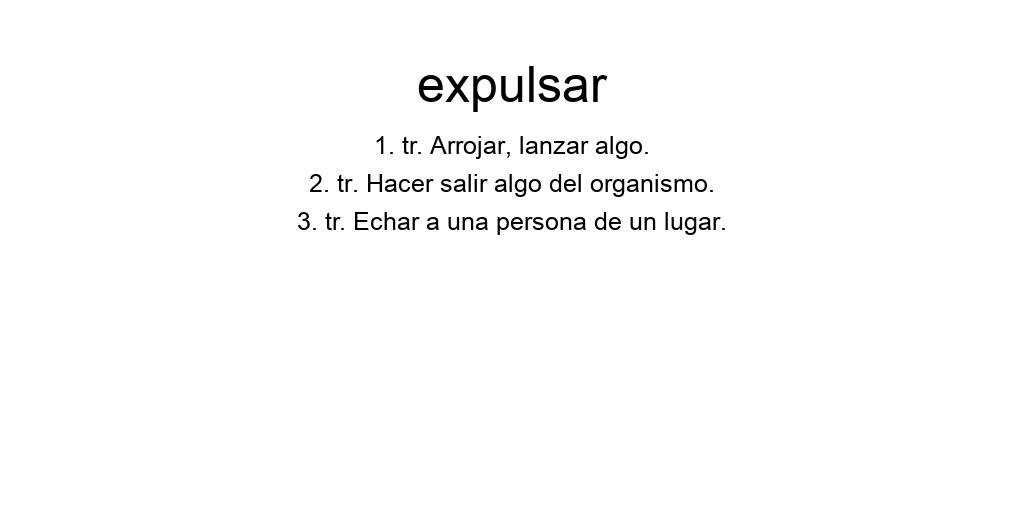 expulsar
1. tr. Arrojar, lanzar algo.
2. tr. Hacer salir algo del organismo.
3. tr. Echar a una persona de un lugar.